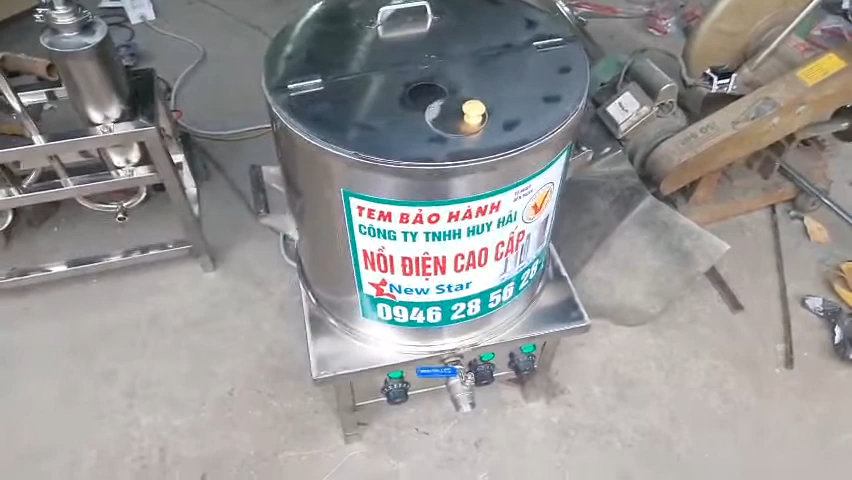 TEM BẢO HÀNH
CÔNG TY TNHH HUY HẢI
NỒI ĐIỆN CAO CẤP
New Star
0946 28 56 28